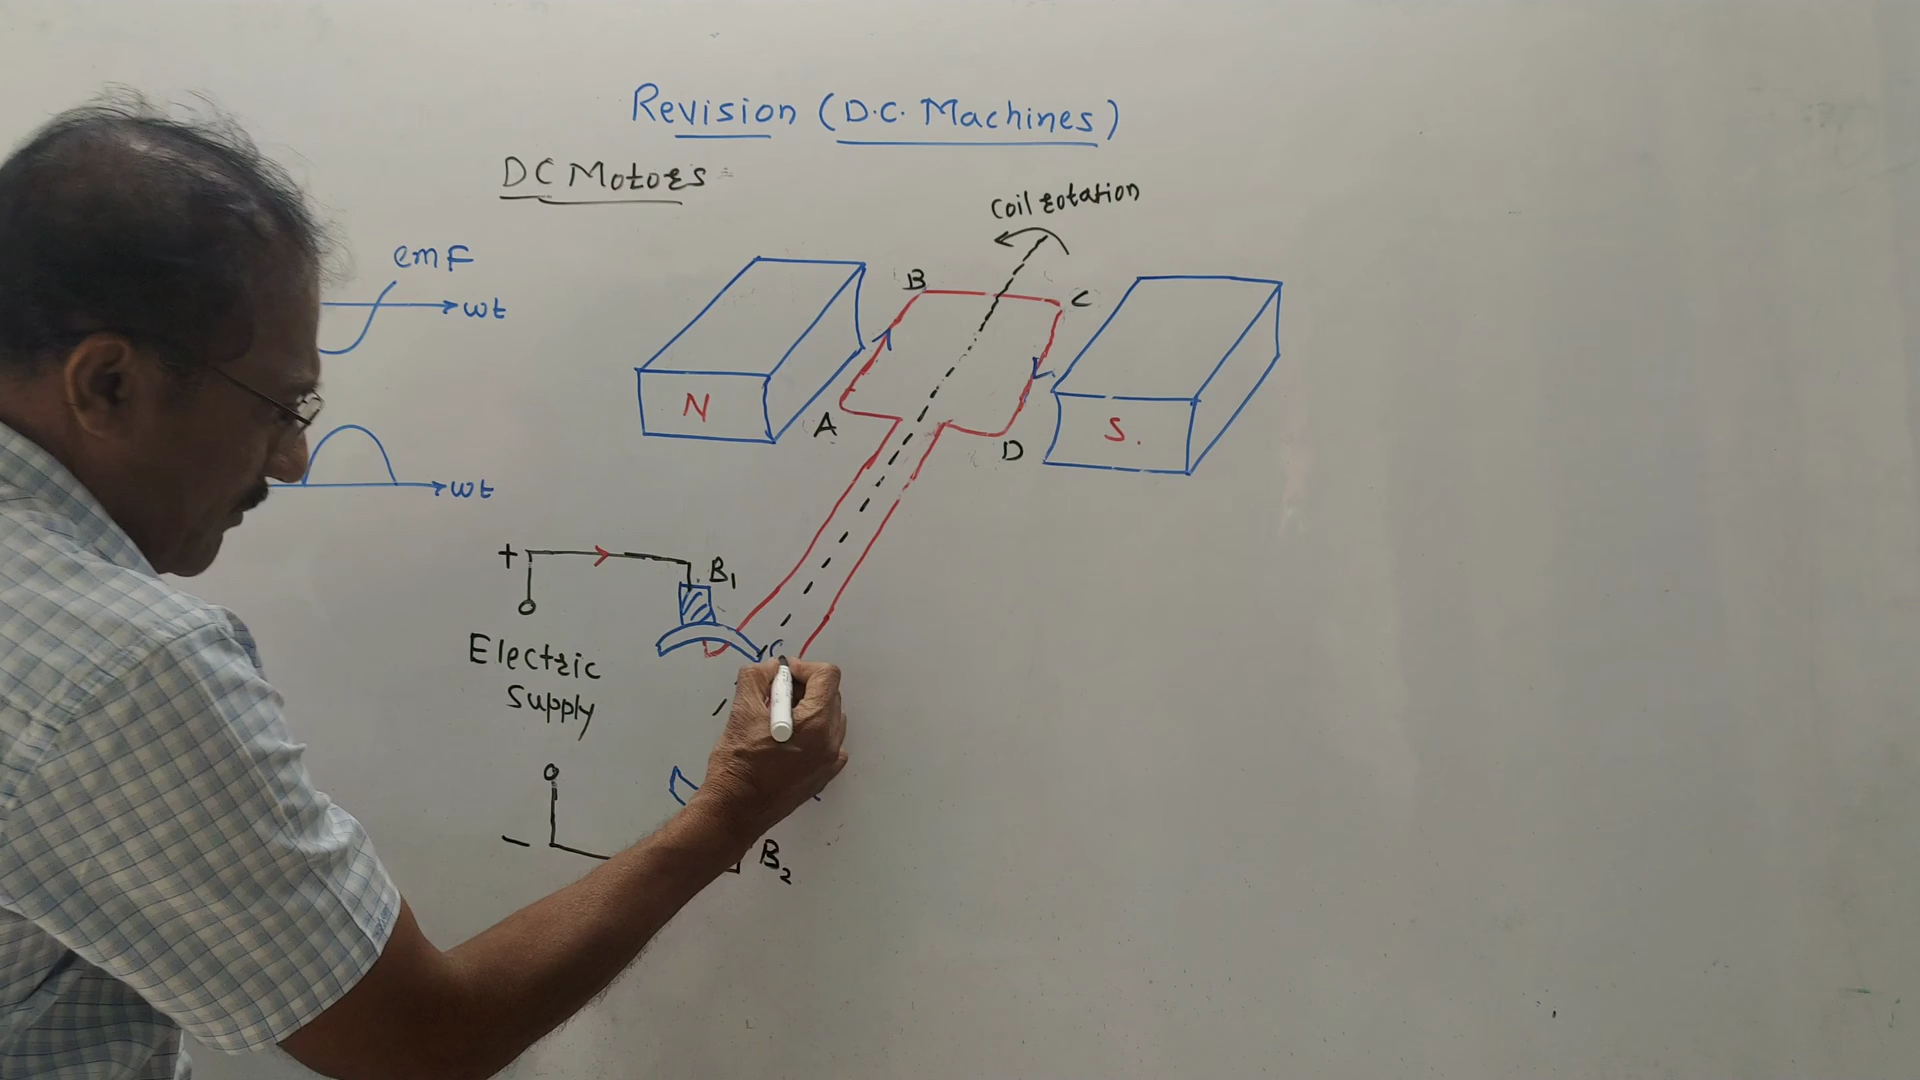 Revision (D.C. Machines)
DC Motors
Coil rotation
emf
B
C
ωt
N
A
S.
D
ωt
+
B₁
Electric
Supply
B₂